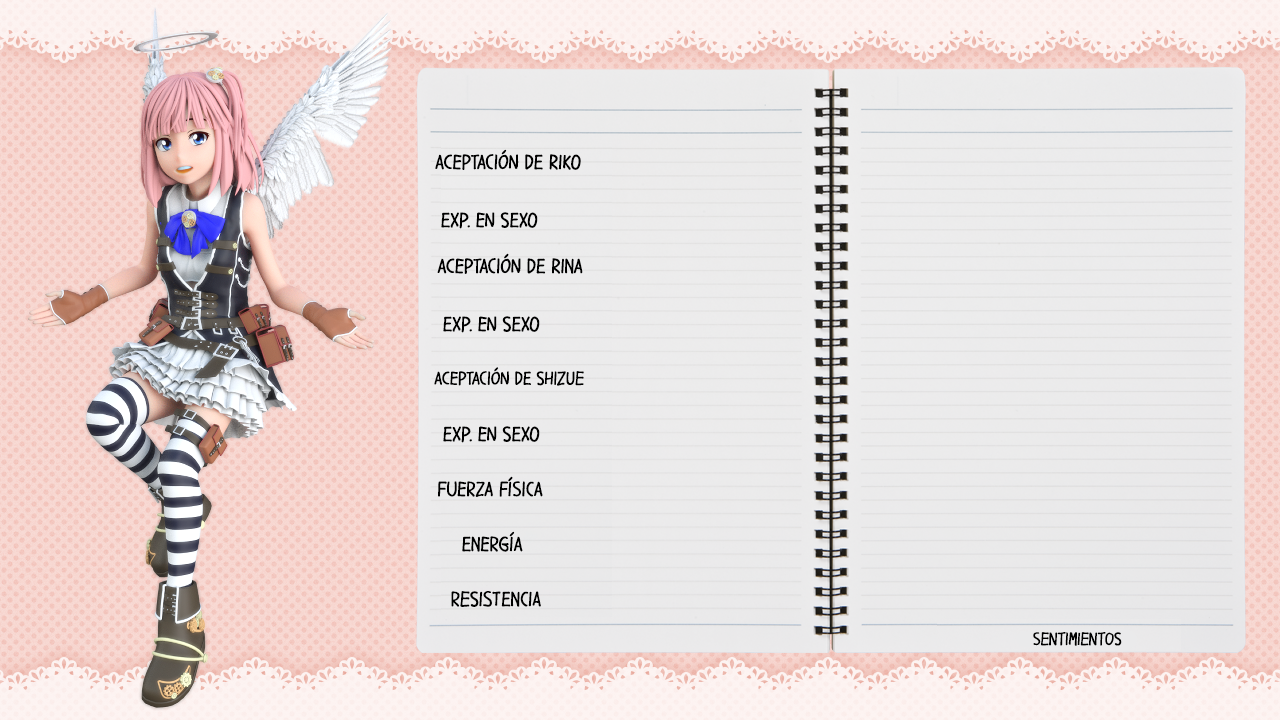 ACEPTACIÓN DE RIKO
EXP. EN SEXO
ACEPTACIÓN DE RINA
EXP. EN SEXO
ACEPTACIÓN DE SHIZUE
EXP. EN SEXO
FUERZA FÍSICA
ENERGÍA
RESISTENCIA
SENTIMIENTOS